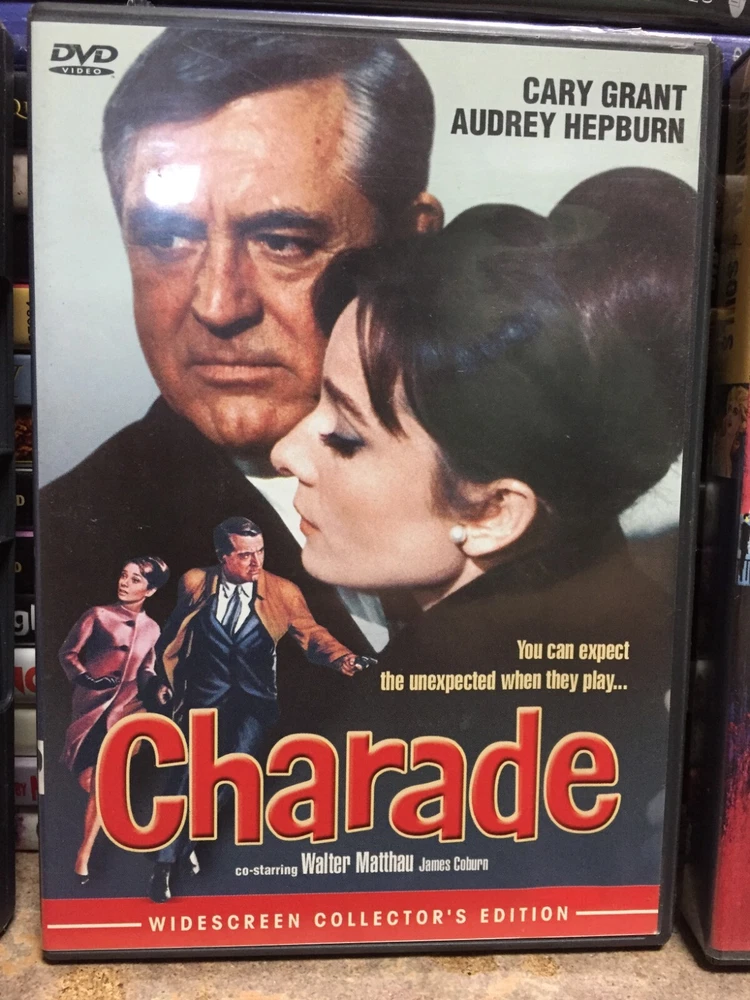 DVD
VIDEO
CARY GRANT
AUDREY HEPBURN
You can expect
the unexpected when they play...
Charade
co-starring Walter Matthau James Coburn
WIDESCREEN COLLECTOR'S EDITION